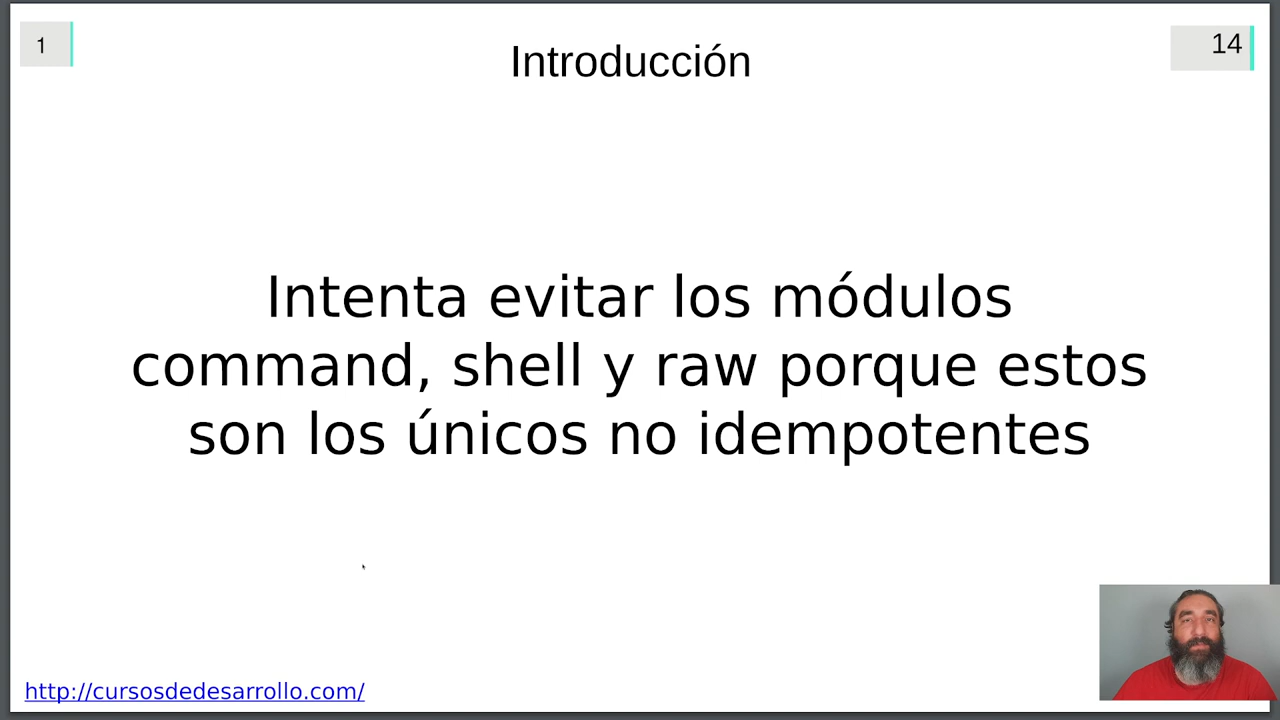 1
Introducción
14
Intenta evitar los módulos
command, shell y raw porque estos
son los únicos no idempotentes
http://cursosdedesarrollo.com/